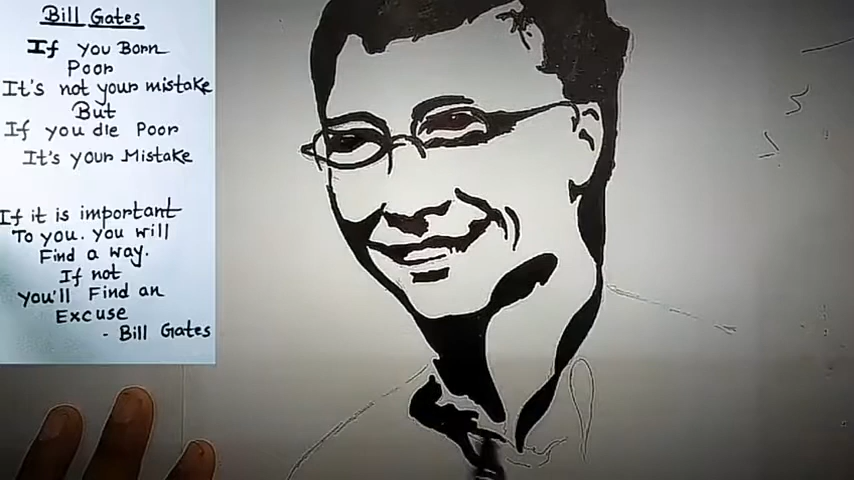 Bill Gates
If you Born
Poor
It's not your mistake
But
If you die Poor
It's your Mistake
If it is important
To you. you will
Find a way.
If not
you'll Find an
Excuse
- Bill Gates